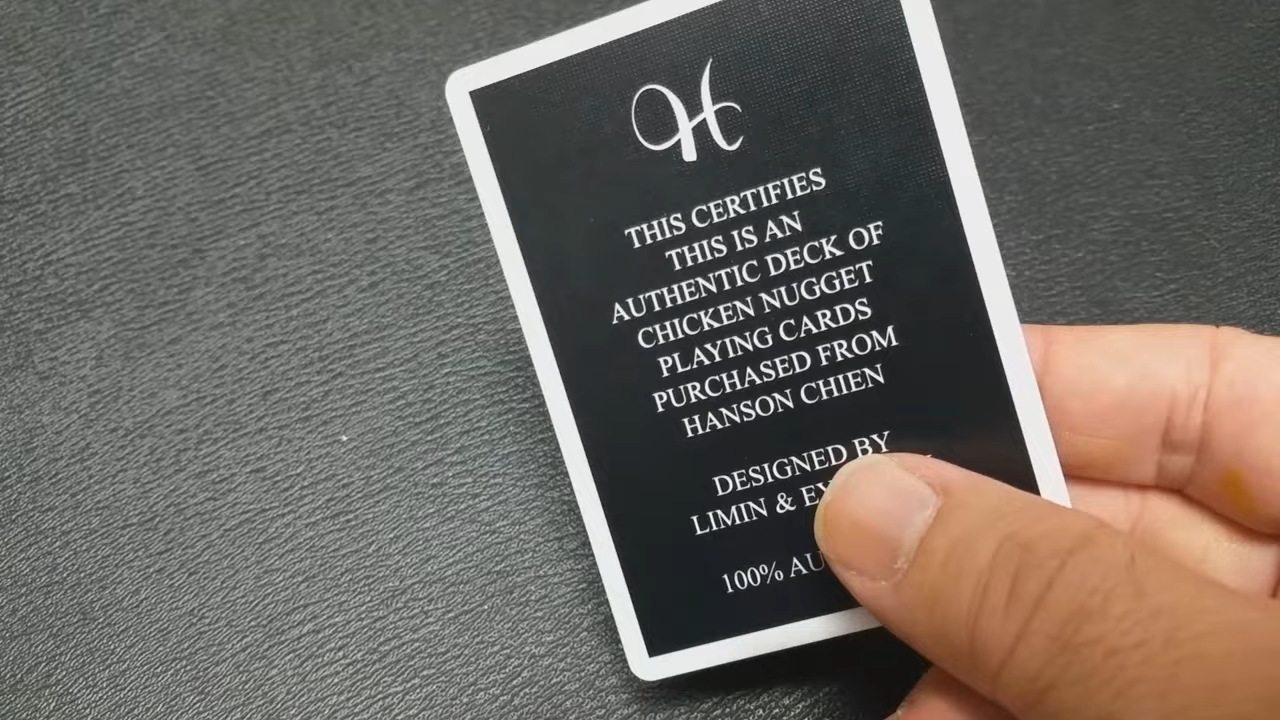 H
THIS CERTIFIES
THIS IS AN
AUTHENTIC DECK OF
CHICKEN NUGGET
PLAYING CARDS
PURCHASED FROM
HANSON CHIEN
DESIGNED BY
LIMIN &
100%